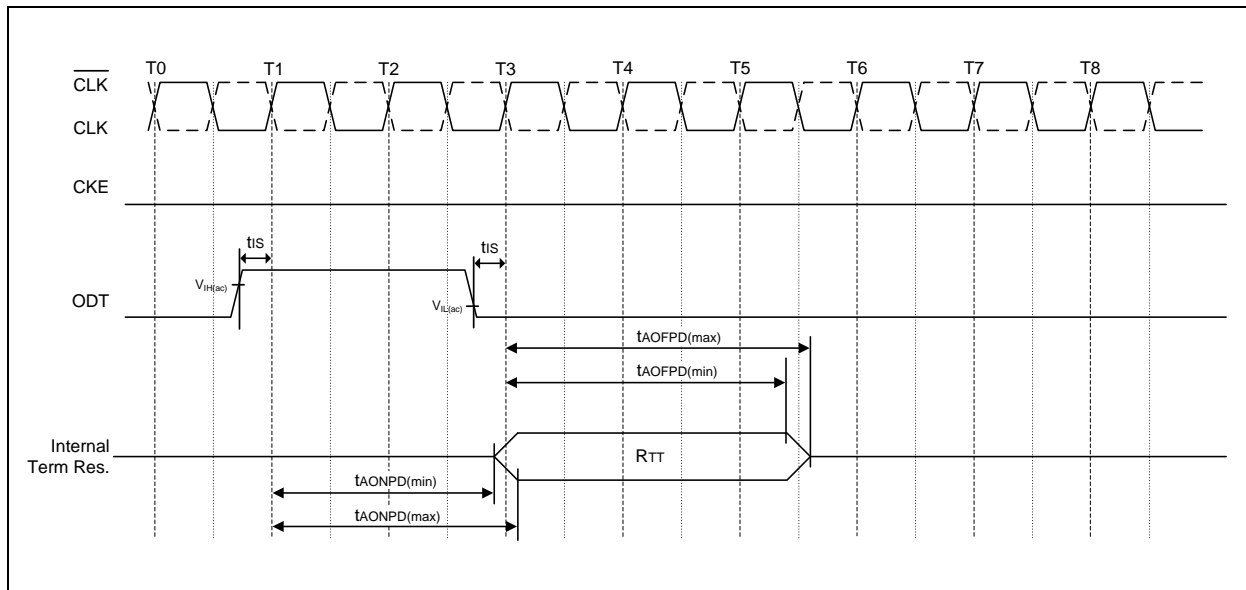 T0 T1 T2 T3 T4 T5 T6 T7 T8
CLK
CLK
CKE
tIS tIS
VIH(ac)
ODT
VIL(ac)
tAOFPD(max)
tAOFPD(min)
Internal
Term Res.
RTT
tAONPD(min)
tAONPD(max)